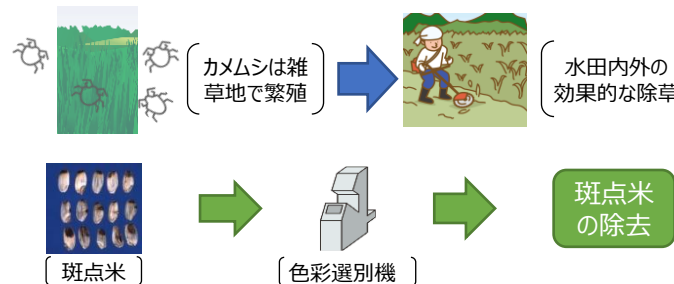 カメムシは雑
草地で繁殖
水田内外の
効果的な除草
斑点米
色彩選別機
斑点米
の除去